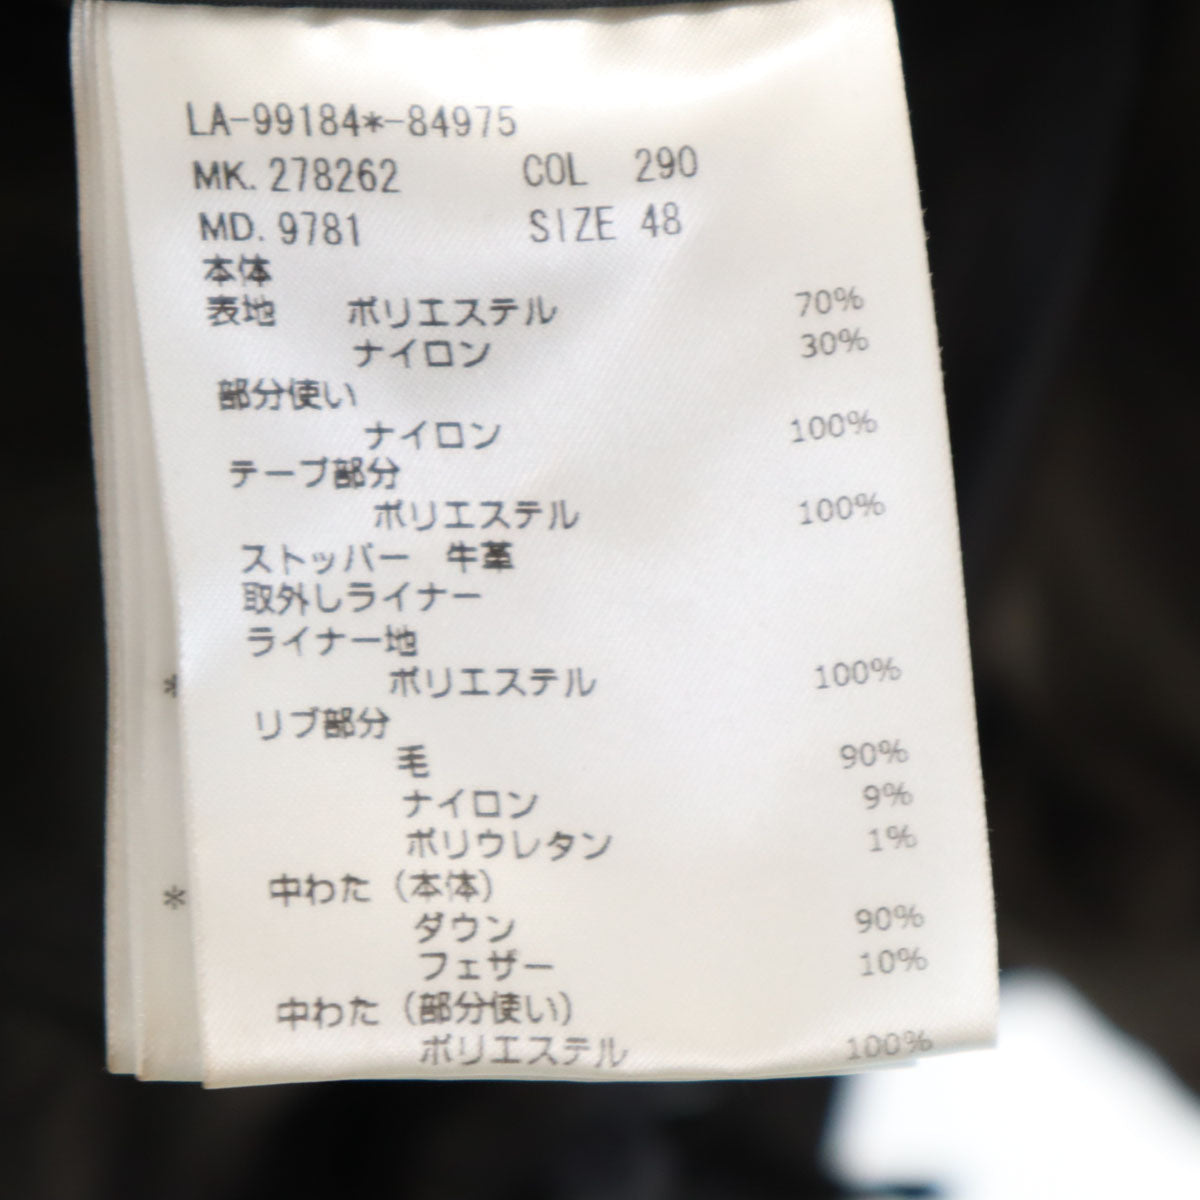 LA-99184*-84975
MK. 278262 COL 290
MD. 9781 SIZE 48
本体
表地 ポリエステル 70%
ナイロン 30%
部分使い
ナイロン 100%
テープ部分
ポリエステル 100%
ストッパー 牛革
取外しライナー
ライナー地
* ポリエステル 100%
リブ部分
毛 90%
ナイロン 9%
ポリウレタン 1%
* 中わた（本体）
ダウン 90%
フェザー 10%
中わた（部分使い）
ポリエステル 100%